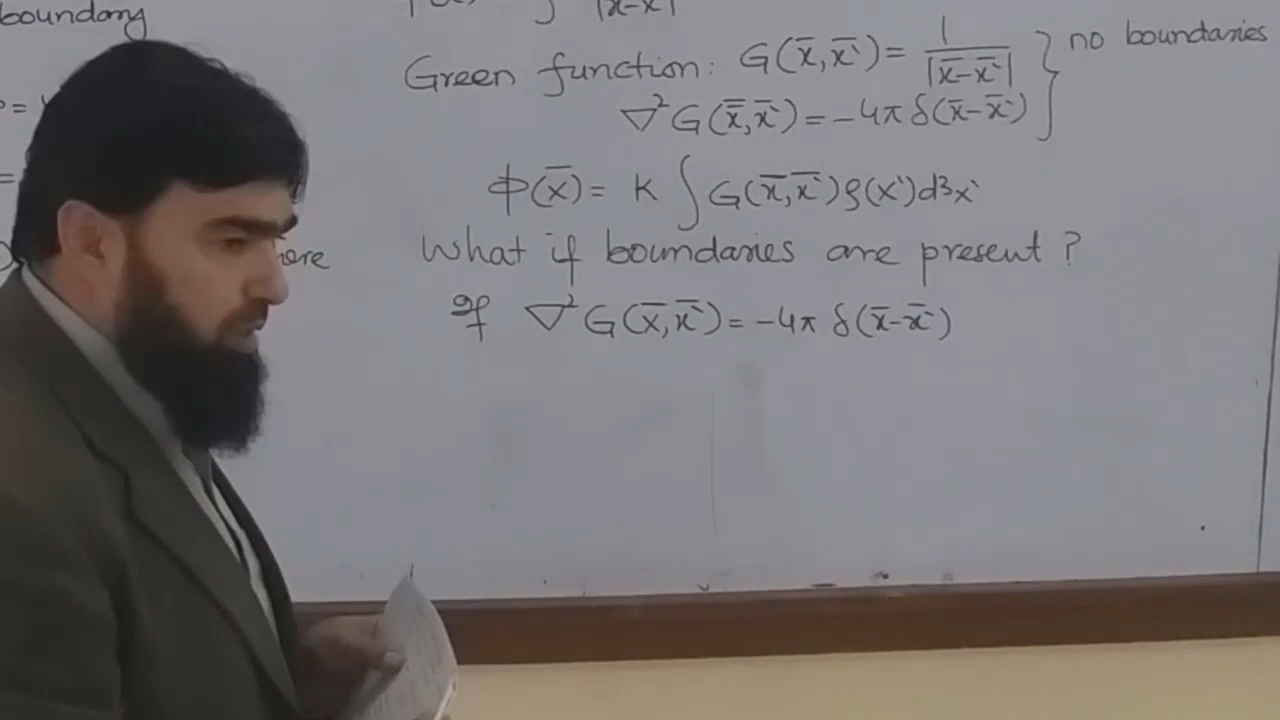 boundary
|x̄-x̄`|
Green function: G(x̄,x̄`) = 1/|x̄-x̄`| } no boundaries
∇²G(x̄,x̄`) = -4π δ(x̄-x̄`)
ϕ(x̄) = K ∫ G(x̄,x̄`)ρ(x`)d³x`
What if boundaries are present ?
If ∇²G(x̄,x̄`) = -4π δ(x̄-x̄`)